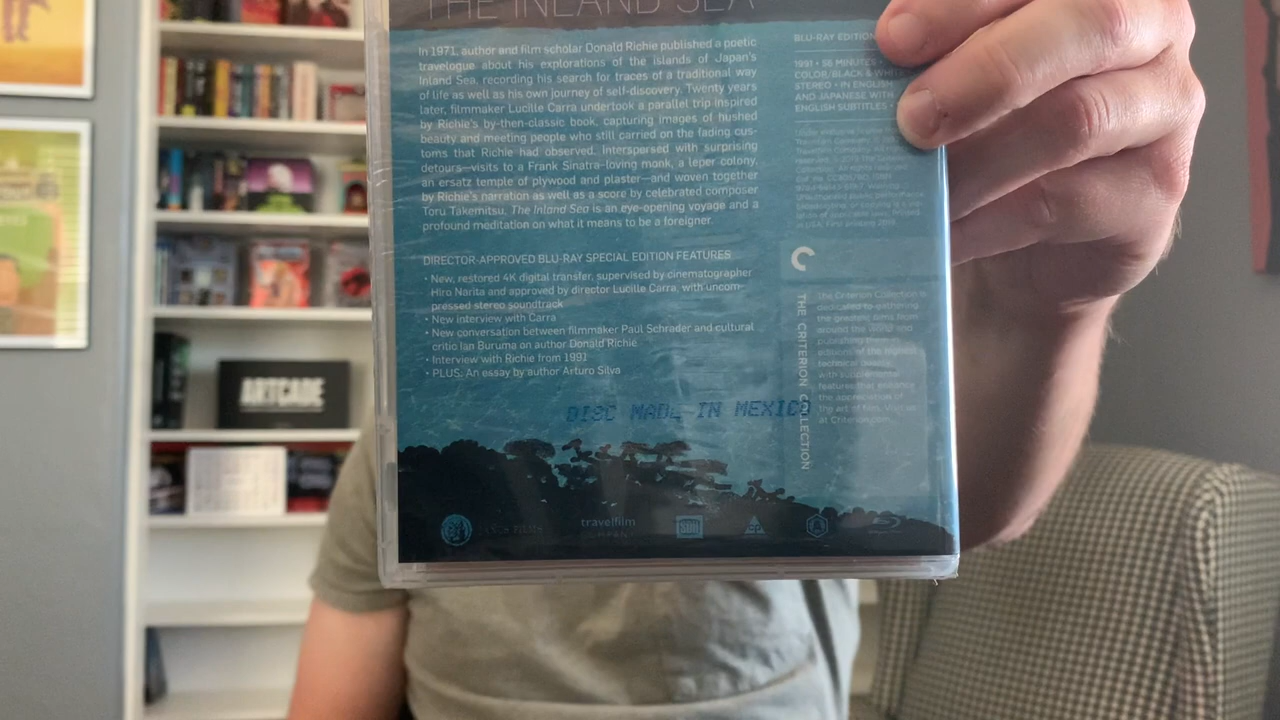 THE INLAND SEA
In 1971, author and film scholar Donald Richie published a poetic
travelogue about his explorations of the islands of Japan's
Inland Sea, recording his search for traces of a traditional way
of life as well as his own journey of self-discovery. Twenty years
later, filmmaker Lucille Carra undertook a parallel trip inspired
by Richie's by-then-classic book, capturing images of hushed
beauty and meeting people who still carried on the fading cus-
toms that Richie had observed. Interspersed with surprising
detours—visits to a Frank Sinatra-loving monk, a leper colony,
an ersatz temple of plywood and plaster—and woven together
by Richie's narration as well as a score by celebrated composer
Toru Takemitsu, The Inland Sea is an eye-opening voyage and a
profound meditation on what it means to be a foreigner.
DIRECTOR-APPROVED BLU-RAY SPECIAL EDITION FEATURES
• New, restored 4K digital transfer, supervised by cinematographer
Hiro Narita and approved by director Lucille Carra, with uncom-
pressed stereo soundtrack
• New interview with Carra
• New conversation between filmmaker Paul Schrader and cultural
critic Ian Buruma on author Donald Richie
• Interview with Richie from 1991
• PLUS: An essay by author Arturo Silva
DISC MADE IN MEXICO
travelfilm
BLU-RAY EDITION
1991 • 56 MINUTES
COLOR/BLACK & WHITE
STEREO • IN ENGLISH
AND JAPANESE WITH
ENGLISH SUBTITLES •
THE CRITERION COLLECTION
The Criterion Collection is
dedicated to gathering
the greatest films from
around the world and
publishing them in
editions of the highest
technical
with supplemental
features that enhance
the appreciation of
the art of film. Visit us
at Criterion.com
ARTCADE